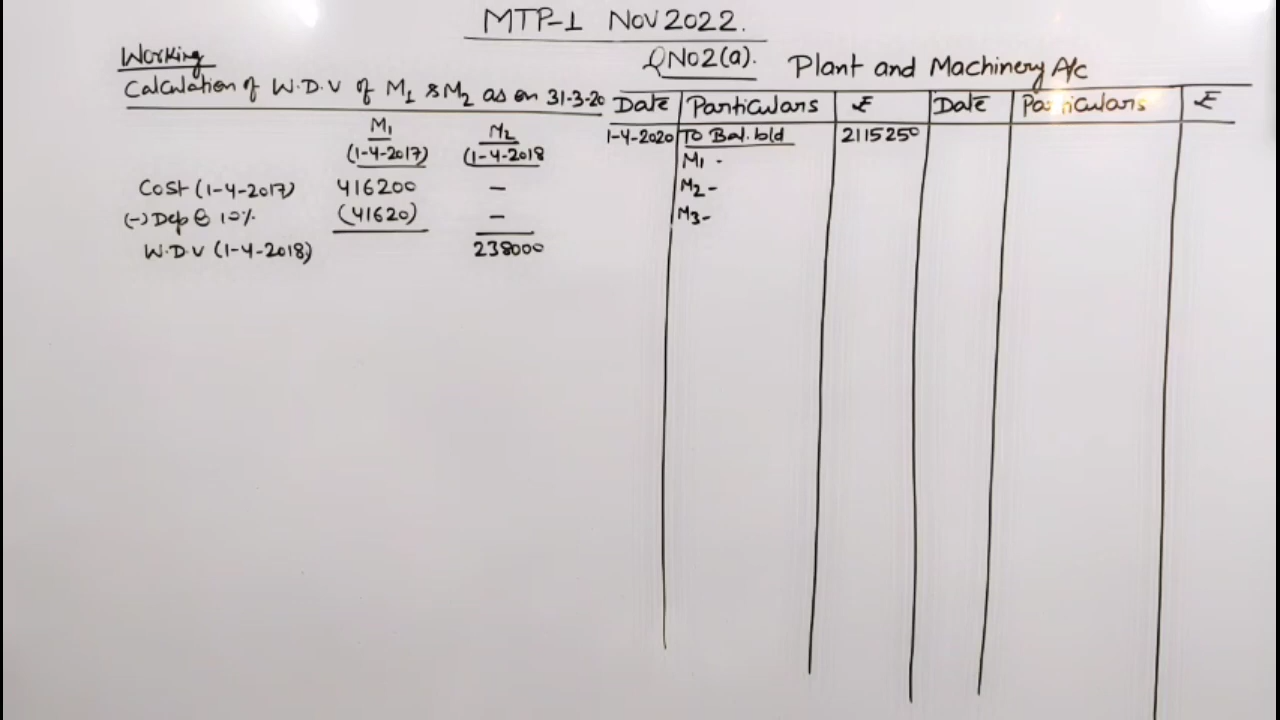 MTP-1 NOV 2022.
QNO2(a).
Working
Calculation of W.D.V of M1 & M2 as on 31-3-20
M1 M2
(1-4-2017) (1-4-2018
Cost (1-4-2017) 416200 -
(-) Dep @ 10% (41620) -
W.D.V (1-4-2018) 238000
Plant and Machinery A/c
Date Particulars ₹ Date Particulars ₹
1-4-2020 To Bal. b/d 2115250
M1 -
M2 -
M3-